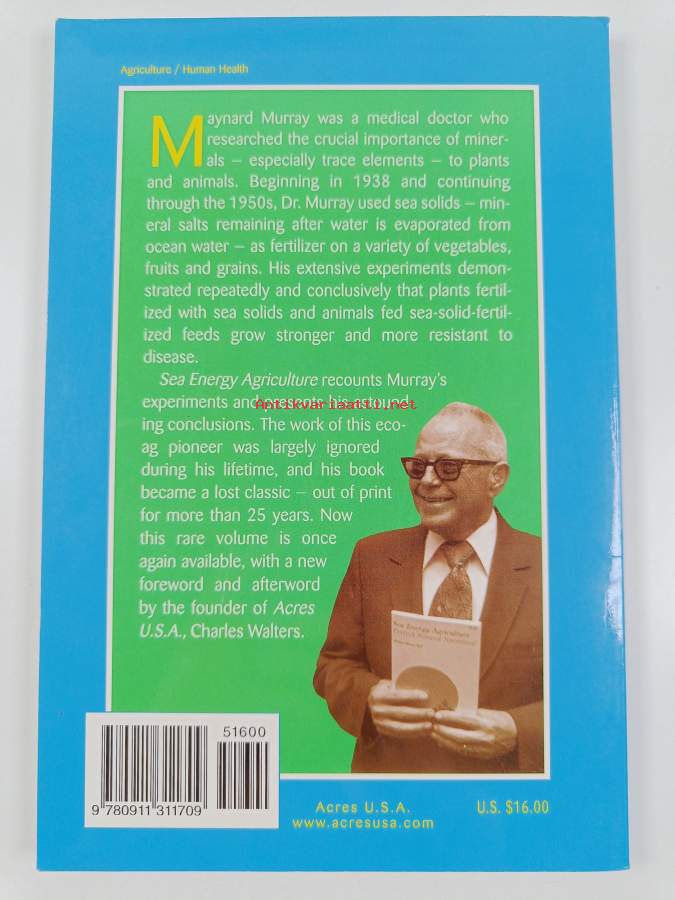 Agriculture / Human Health
Maynard Murray was a medical doctor who
researched the crucial importance of miner-
als – especially trace elements – to plants
and animals. Beginning in 1938 and continuing
through the 1950s, Dr. Murray used sea solids – min-
eral salts remaining after water is evaporated from
ocean water – as fertilizer on a variety of vegetables,
fruits and grains. His extensive experiments demon-
strated repeatedly and conclusively that plants fertil-
ized with sea solids and animals fed sea-solid-fertil-
ized feeds grow stronger and more resistant to
disease.
Sea Energy Agriculture recounts Murray's
experiments and presents his astound-
Antikvariaatti.net
ing conclusions. The work of this eco-
ag pioneer was largely ignored
during his lifetime, and his book
became a lost classic – out of print
for more than 25 years. Now
this rare volume is once
again available, with a new
foreword and afterword
by the founder of Acres
U.S.A., Charles Walters.
Sea Energy Agriculture
51600
9 780911 311709
Acres U.S.A.
www.acresusa.com
U.S. $16.00